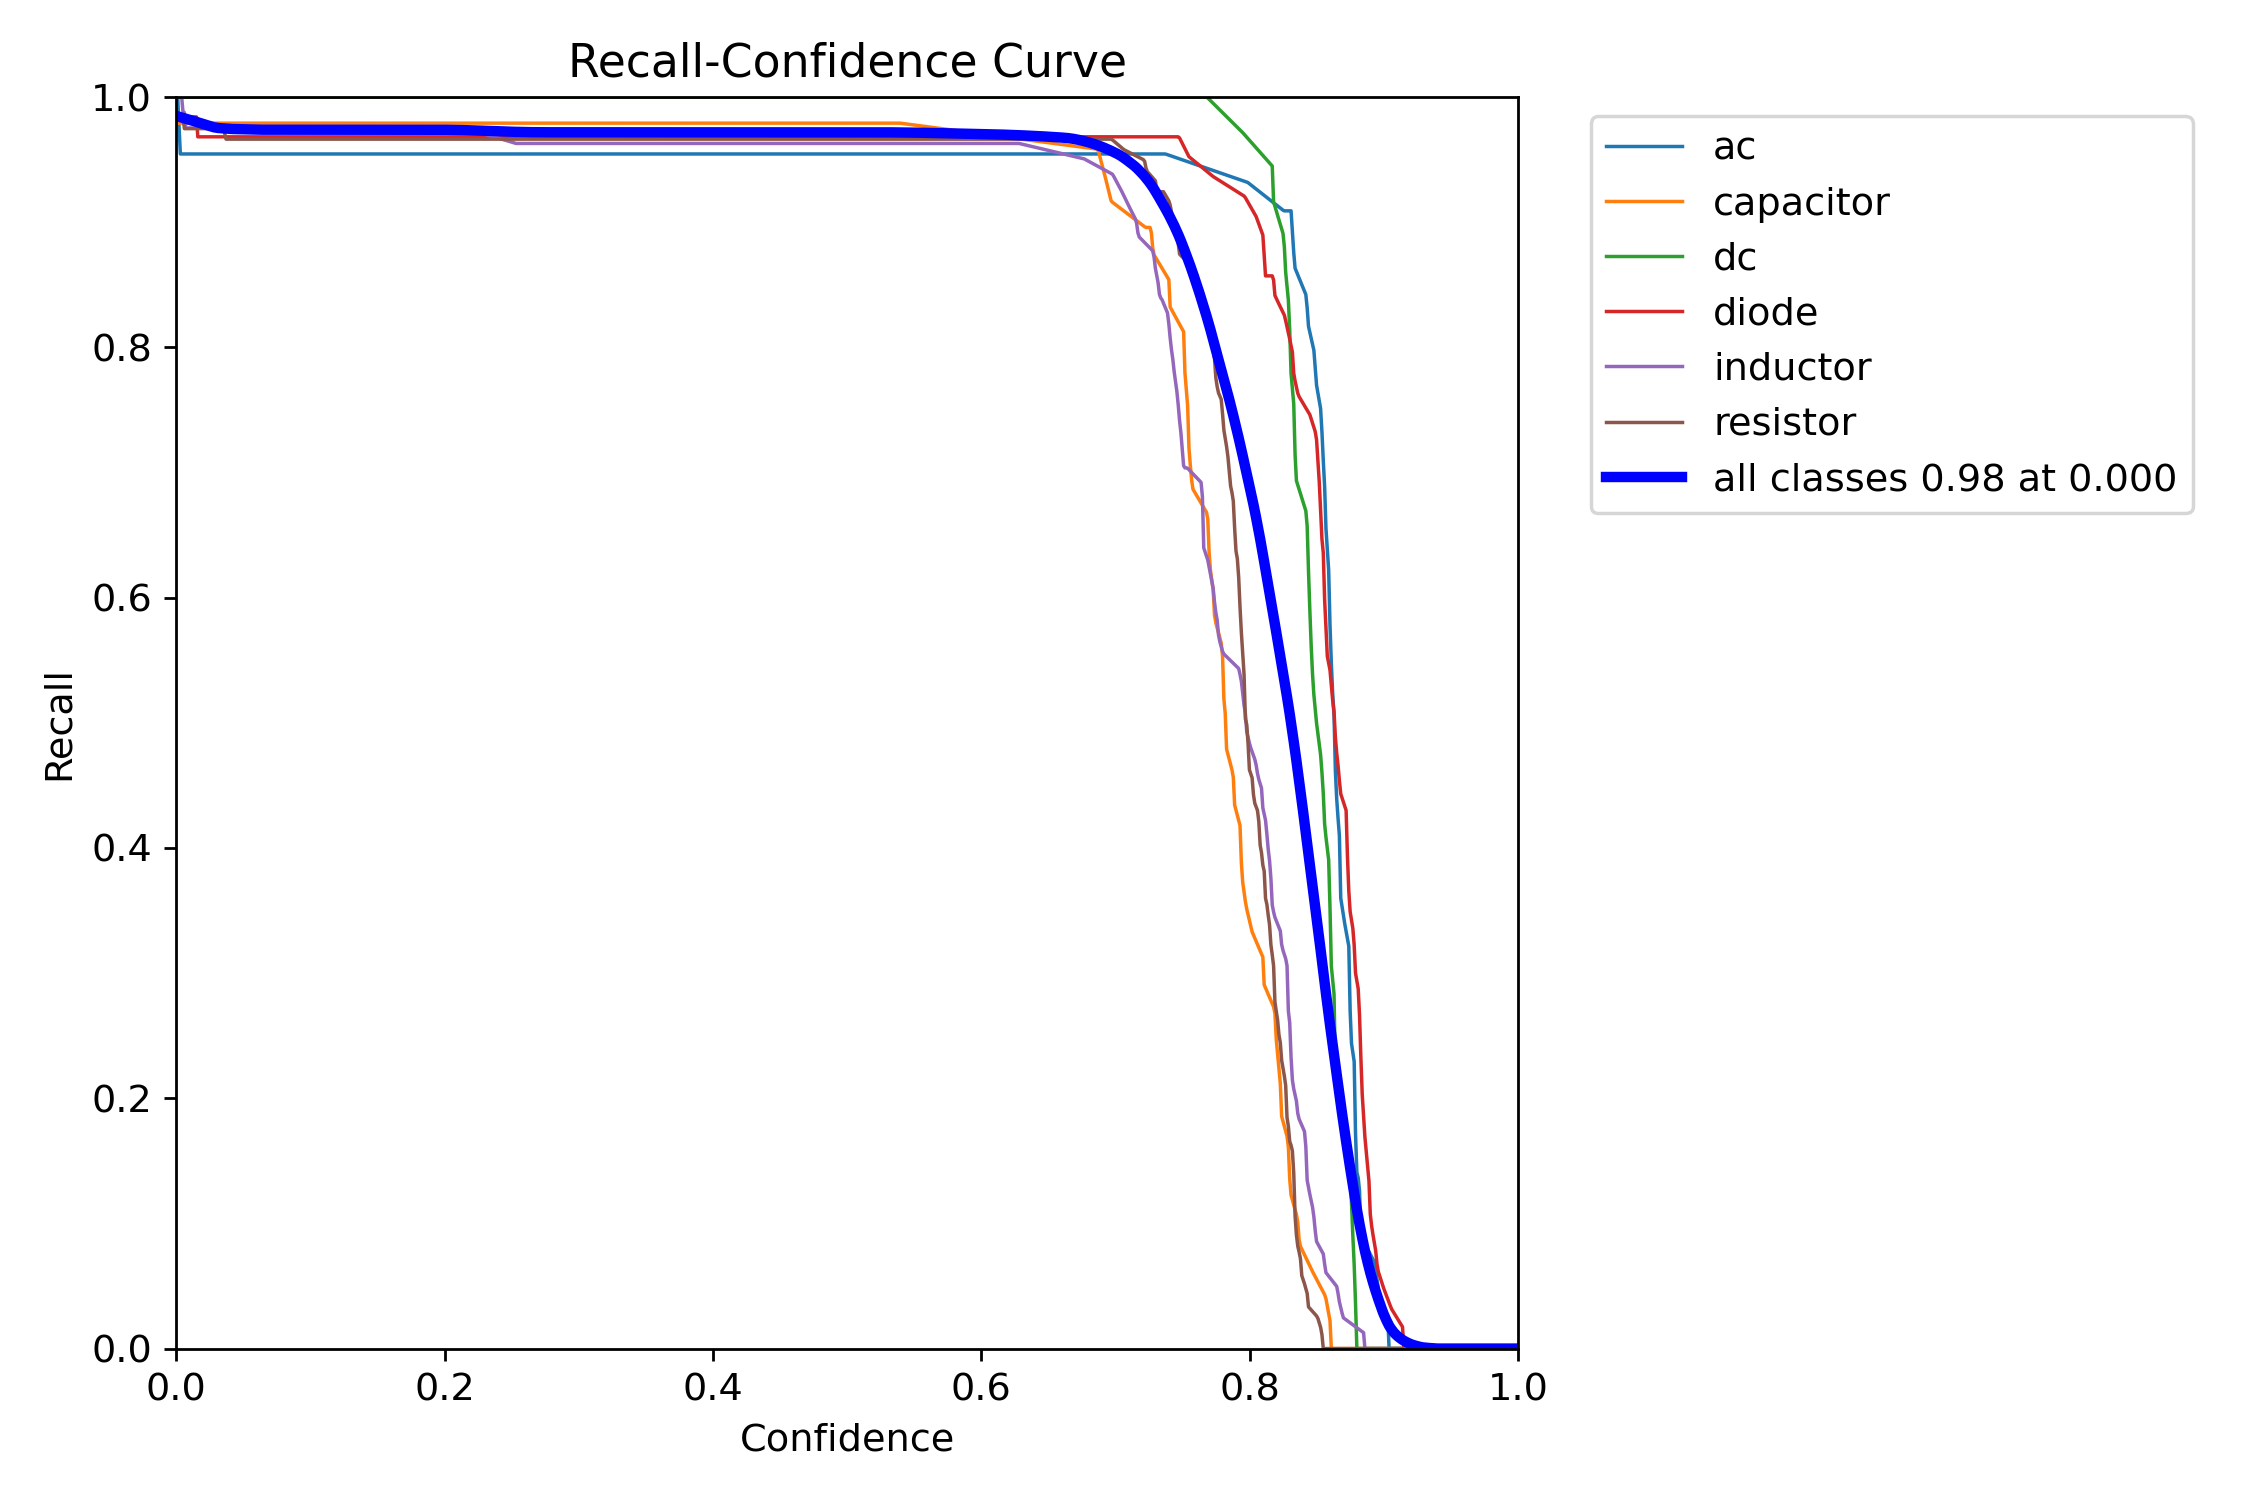 Recall-Confidence Curve
1.0
0.8
0.6
0.4
0.2
0.0
Recall
0.0 0.2 0.4 0.6 0.8 1.0
Confidence
ac
capacitor
dc
diode
inductor
resistor
all classes 0.98 at 0.000